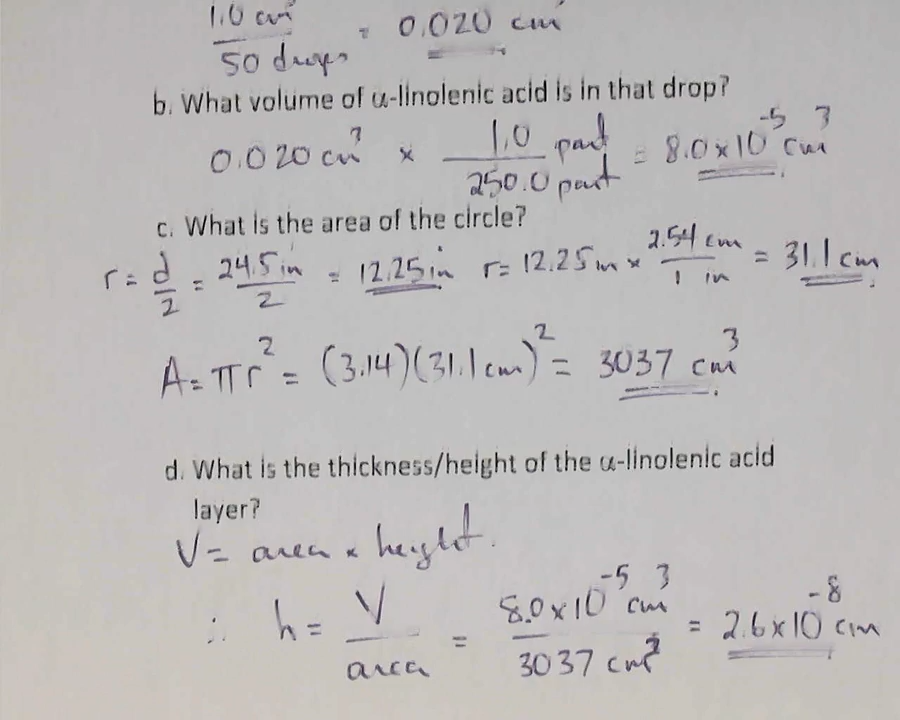 1.0 cm³
50 drops = 0.020 cm
b. What volume of α-linolenic acid is in that drop?
0.020 cm³ × 1.0 part / 250.0 part = 8.0 × 10⁻⁵ cm³
c. What is the area of the circle?
r = d/2 = 24.5 in / 2 = 12.25 in r = 12.25 in × 2.54 cm / 1 in = 31.1 cm
A = πr² = (3.14)(31.1 cm)² = 3037 cm³
d. What is the thickness/height of the α-linolenic acid
layer?
V = area × height.
∴ h = V / area = 8.0 × 10⁻⁵ cm³ / 3037 cm² = 2.6 × 10⁻⁸ cm